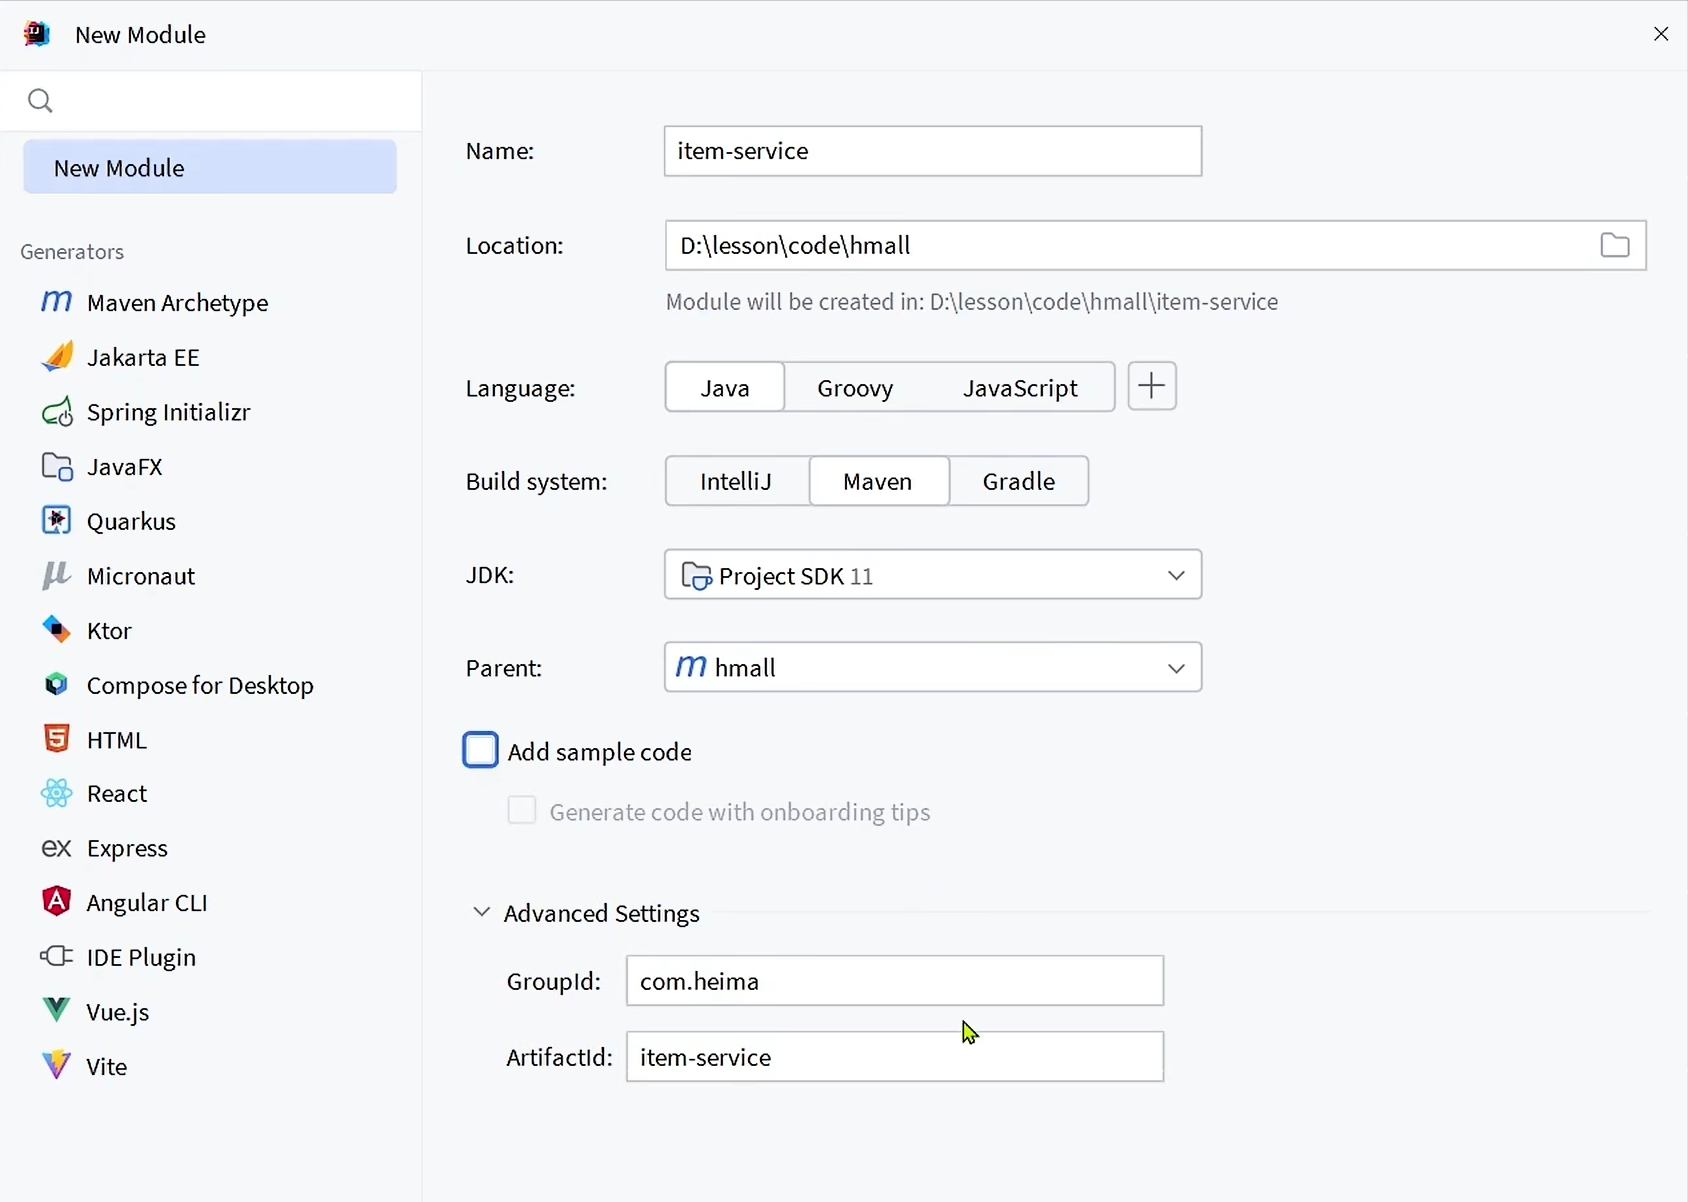 New Module
New Module
Generators
Maven Archetype
Jakarta EE
Spring Initializr
JavaFX
Quarkus
Micronaut
Ktor
Compose for Desktop
HTML
React
Express
Angular CLI
IDE Plugin
Vue.js
Vite
Name: item-service
Location: D:\lesson\code\hmall
Module will be created in: D:\lesson\code\hmall\item-service
Language: Java Groovy JavaScript
Build system: IntelliJ Maven Gradle
JDK: Project SDK 11
Parent: hmall
Add sample code
Generate code with onboarding tips
Advanced Settings
GroupId: com.heima
ArtifactId: item-service